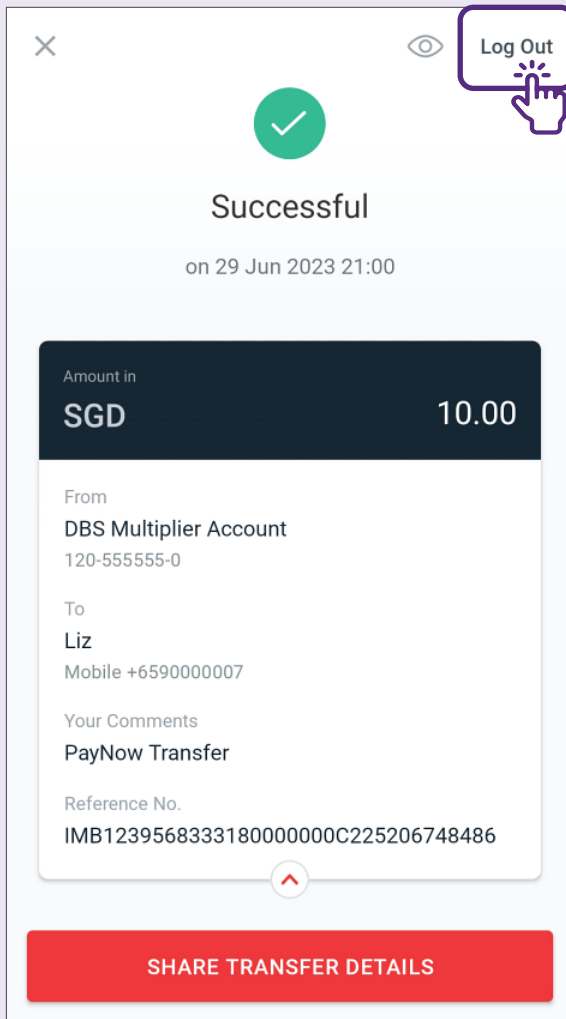 Log Out
Successful
on 29 Jun 2023 21:00
Amount in
SGD 10.00
From
DBS Multiplier Account
120-555555-0
To
Liz
Mobile +6590000007
Your Comments
PayNow Transfer
Reference No.
IMB1239568333180000000C225206748486
SHARE TRANSFER DETAILS